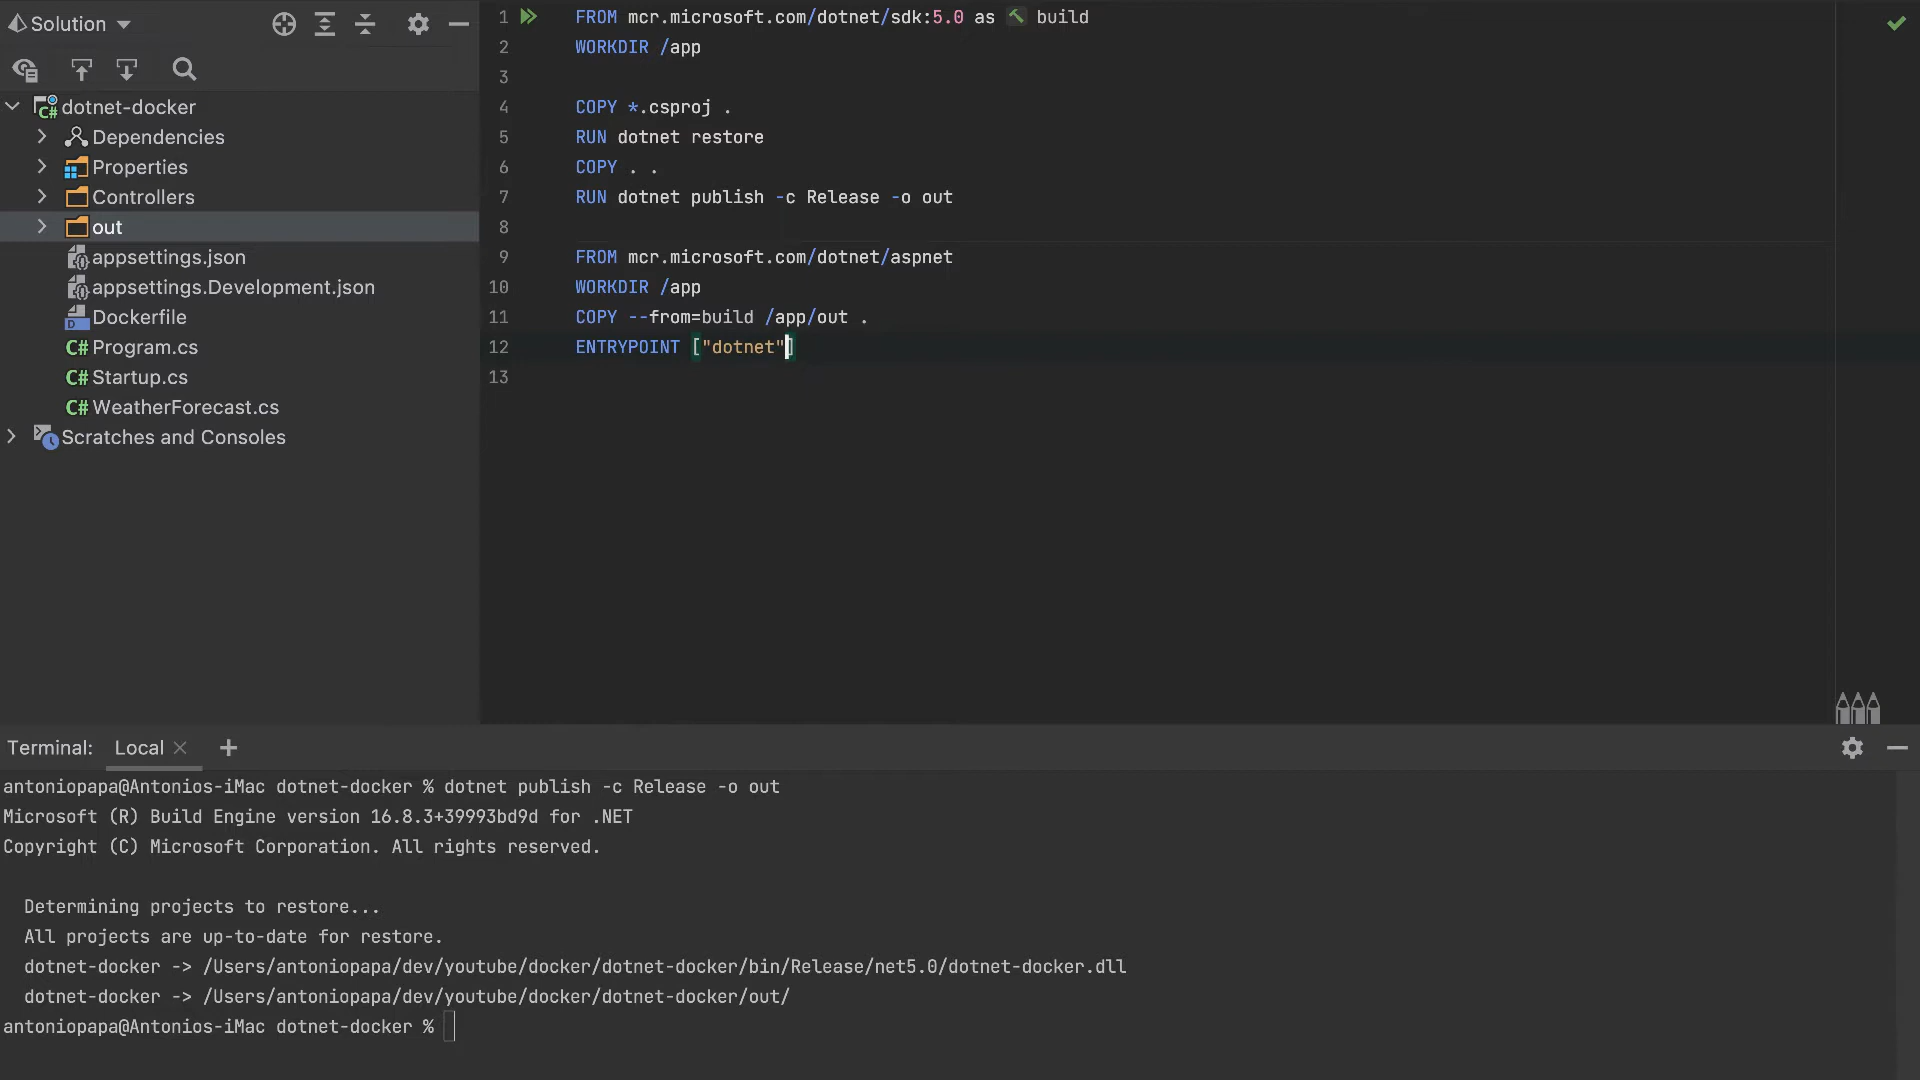 Solution
dotnet-docker
Dependencies
Properties
Controllers
out
appsettings.json
appsettings.Development.json
Dockerfile
C# Program.cs
C# Startup.cs
C# WeatherForecast.cs
Scratches and Consoles
1 FROM mcr.microsoft.com/dotnet/sdk:5.0 as build
2 WORKDIR /app
3
4 COPY *.csproj .
5 RUN dotnet restore
6 COPY . .
7 RUN dotnet publish -c Release -o out
8
9 FROM mcr.microsoft.com/dotnet/aspnet
10 WORKDIR /app
11 COPY --from=build /app/out .
12 ENTRYPOINT ["dotnet"]
13
Terminal: Local
antoniopapa@Antonios-iMac dotnet-docker % dotnet publish -c Release -o out
Microsoft (R) Build Engine version 16.8.3+39993bd9d for .NET
Copyright (C) Microsoft Corporation. All rights reserved.
Determining projects to restore...
All projects are up-to-date for restore.
dotnet-docker -> /Users/antoniopapa/dev/youtube/docker/dotnet-docker/bin/Release/net5.0/dotnet-docker.dll
dotnet-docker -> /Users/antoniopapa/dev/youtube/docker/dotnet-docker/out/
antoniopapa@Antonios-iMac dotnet-docker %